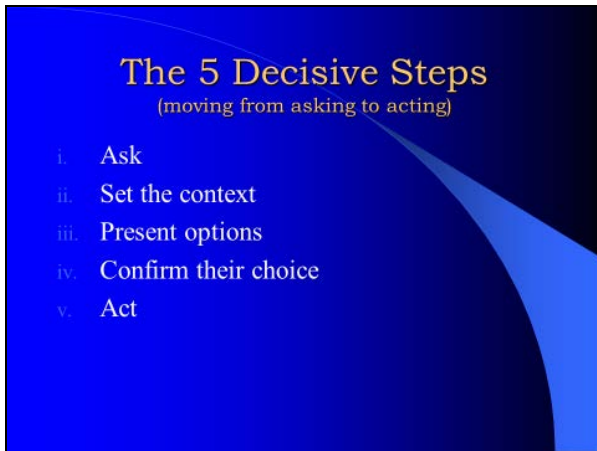 The 5 Decisive Steps
(moving from asking to acting)
i. Ask
ii. Set the context
iii. Present options
iv. Confirm their choice
v. Act